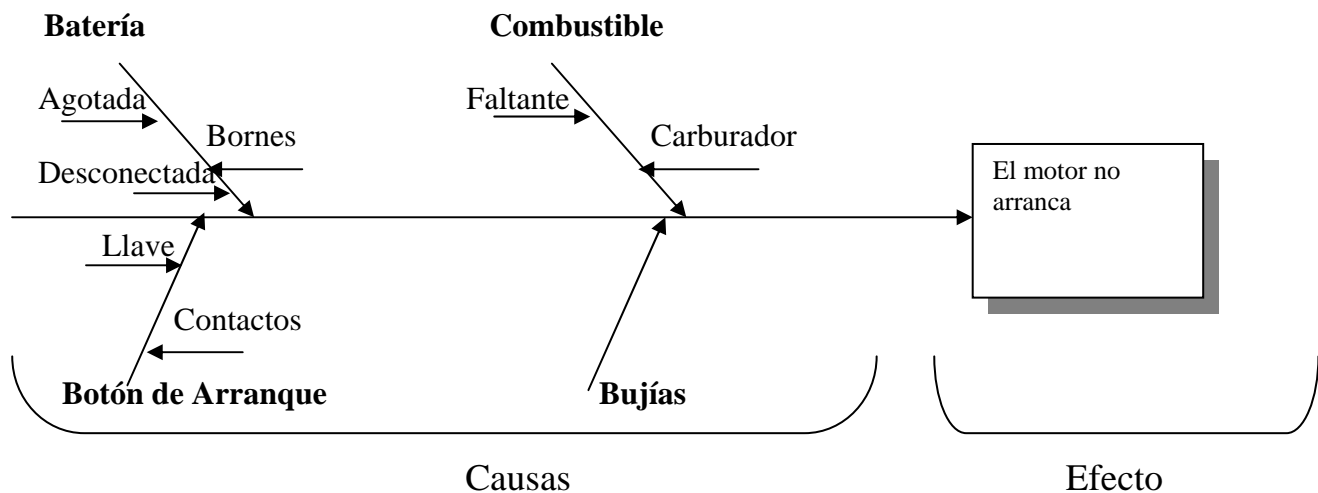 Batería
Combustible
Agotada
Faltante
Bornes
Carburador
Desconectada
El motor no
arranca
Llave
Contactos
Botón de Arranque
Bujías
Causas
Efecto